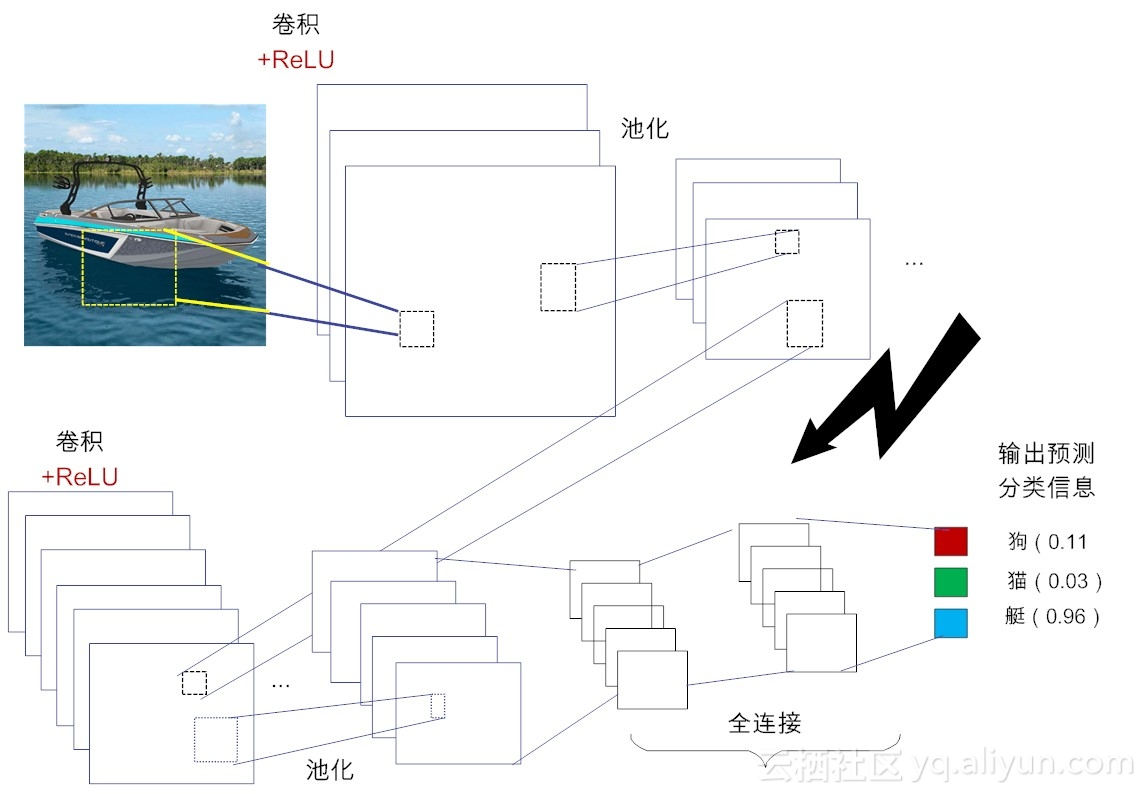 卷积
+ReLU
池化
...
卷积
+ReLU
输出预测
分类信息
狗（0.11
猫（0.03）
艇（0.96）
...
全连接
池化
云栖社区 yq.aliyun.com